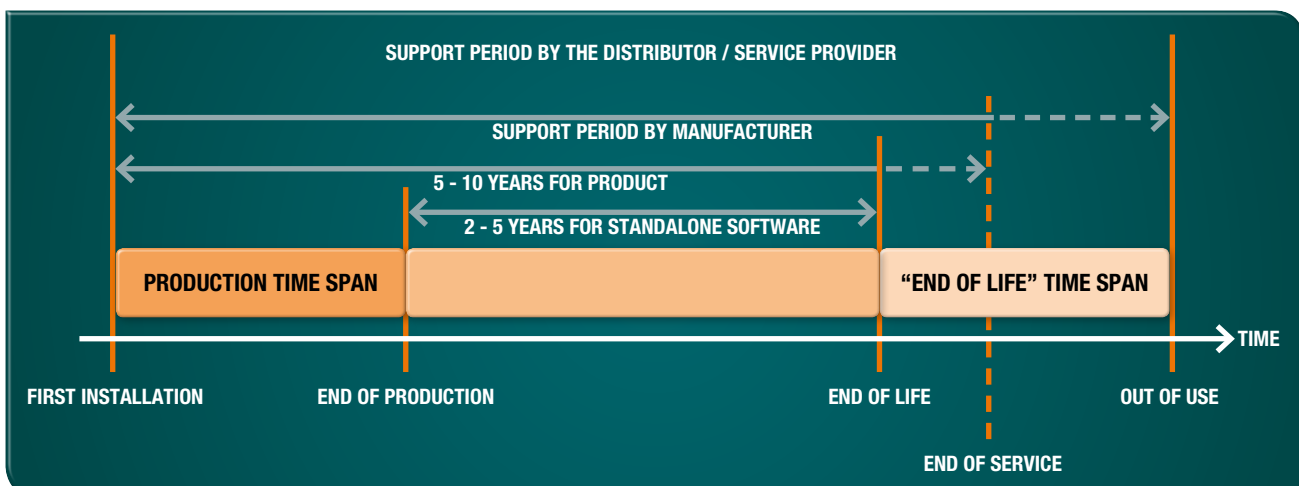 SUPPORT PERIOD BY THE DISTRIBUTOR / SERVICE PROVIDER
SUPPORT PERIOD BY MANUFACTURER
5 - 10 YEARS FOR PRODUCT
2 - 5 YEARS FOR STANDALONE SOFTWARE
PRODUCTION TIME SPAN
“END OF LIFE” TIME SPAN
TIME
FIRST INSTALLATION
END OF PRODUCTION
END OF LIFE
OUT OF USE
END OF SERVICE